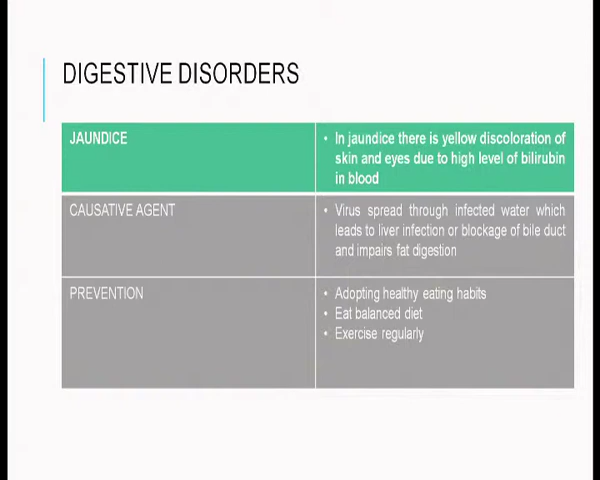 DIGESTIVE DISORDERS
JAUNDICE
• In jaundice there is yellow discoloration of
skin and eyes due to high level of bilirubin
in blood
CAUSATIVE AGENT
• Virus spread through infected water which
leads to liver infection or blockage of bile duct
and impairs fat digestion
PREVENTION
• Adopting healthy eating habits
• Eat balanced diet
• Exercise regularly